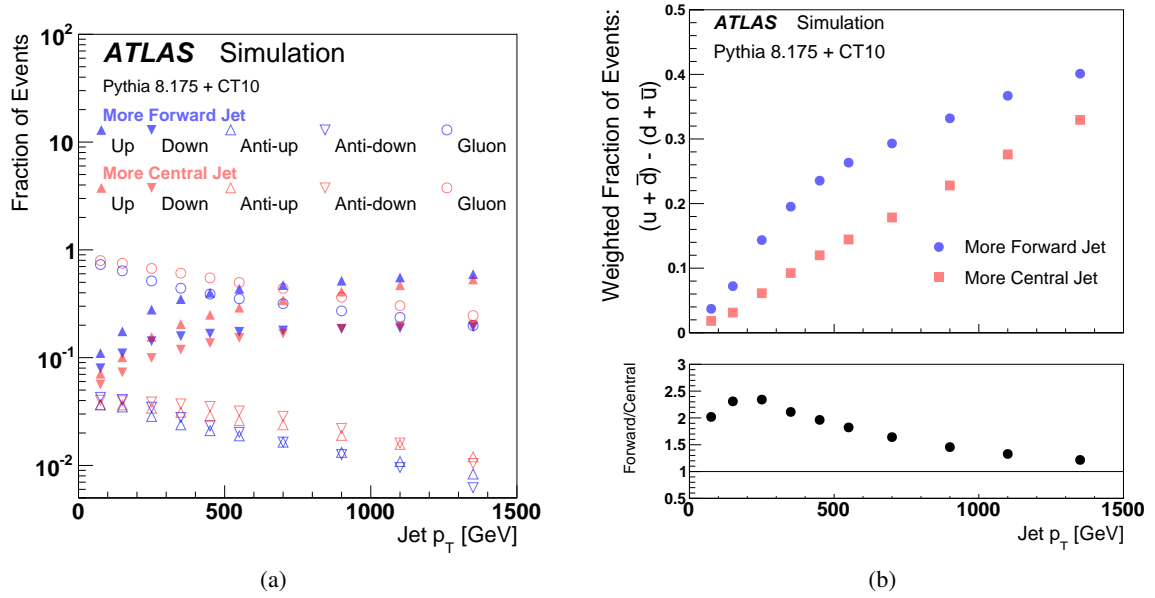 ATLAS Simulation
Pythia 8.175 + CT10
More Forward Jet
Up Down Anti-up Anti-down Gluon
More Central Jet
Up Down Anti-up Anti-down Gluon
Fraction of Events
10²
10
1
10⁻¹
10⁻²
0 500 1000 1500
Jet p_T [GeV]
(a)
ATLAS Simulation
Pythia 8.175 + CT10
Weighted Fraction of Events:
(u + d̄) - (d + ū)
0.5
0.4
0.3
0.2
0.1
0
More Forward Jet
More Central Jet
Forward/Central
3
2.5
2
1.5
1
0.5
0 500 1000 1500
Jet p_T [GeV]
(b)